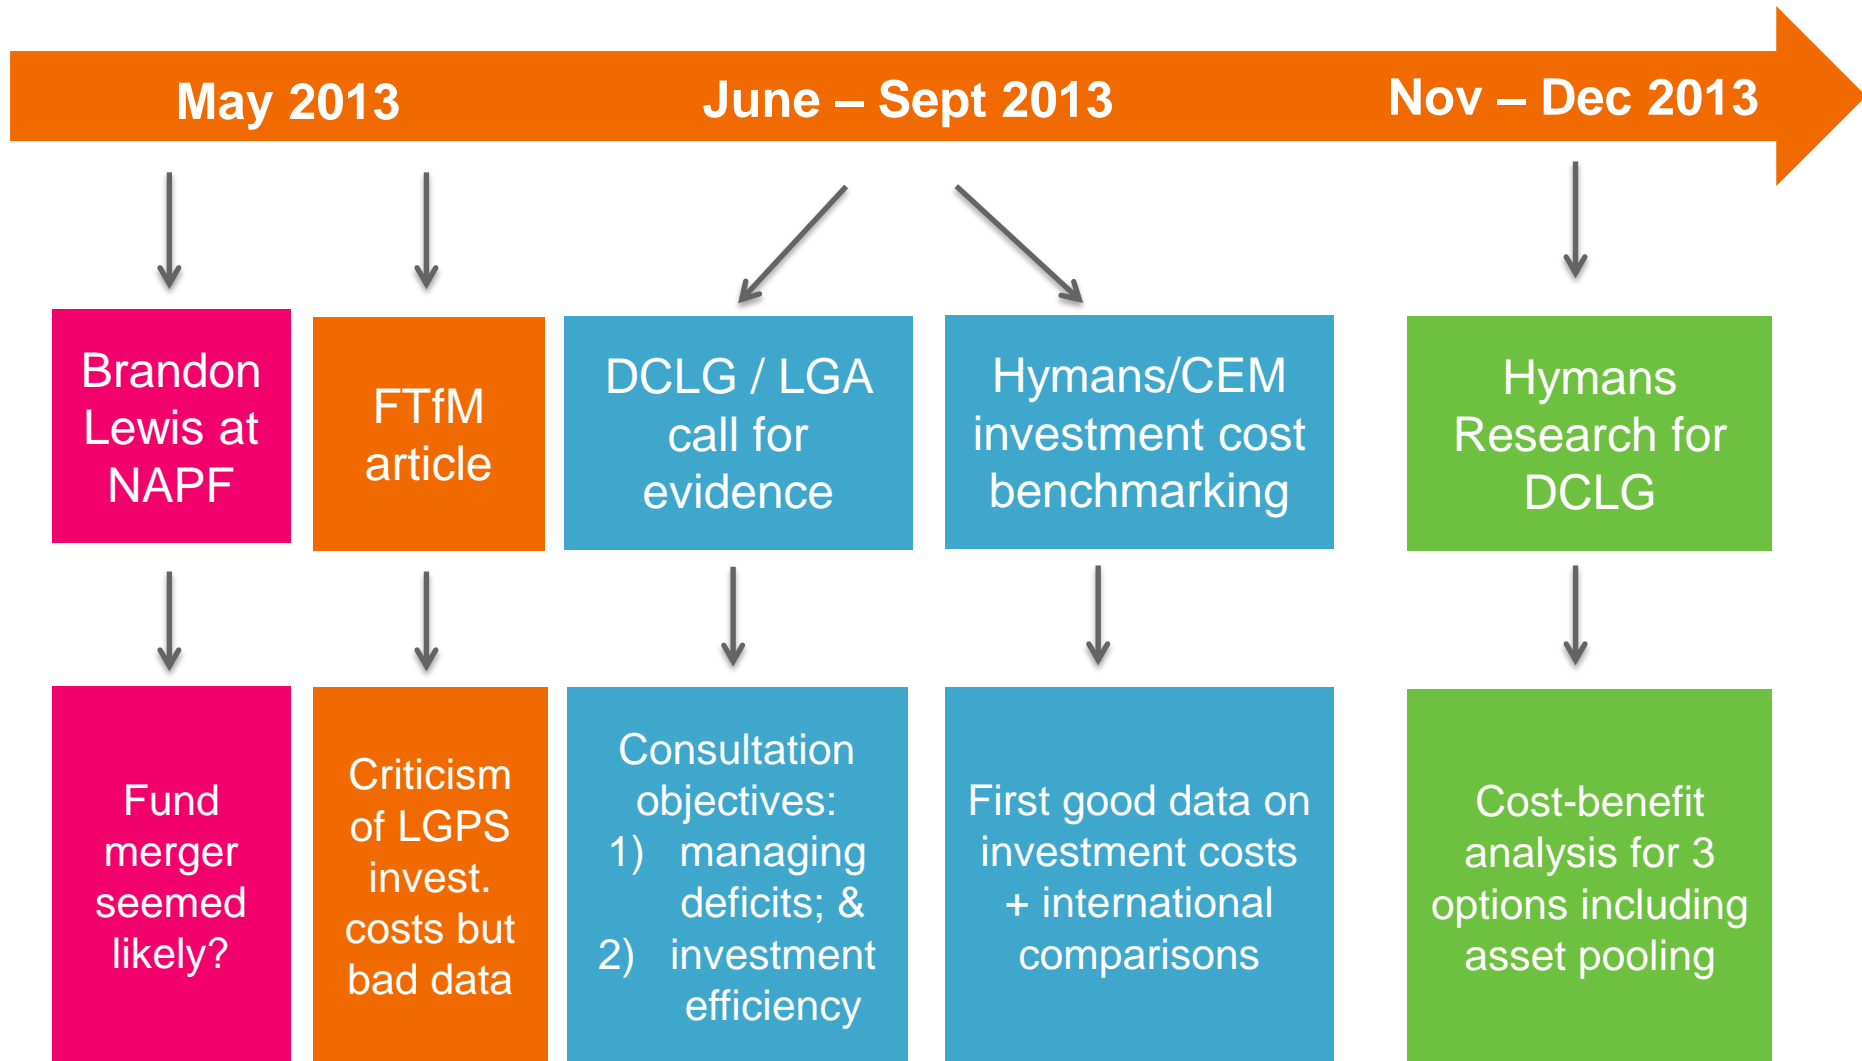 May 2013
June – Sept 2013
Nov – Dec 2013
Brandon
Lewis at
NAPF
FTfM
article
DCLG / LGA
call for
evidence
Hymans/CEM
investment cost
benchmarking
Hymans
Research for
DCLG
Fund
merger
seemed
likely?
Criticism
of LGPS
invest.
costs but
bad data
Consultation
objectives:
1) managing
deficits; &
2) investment
efficiency
First good data on
investment costs
+ international
comparisons
Cost-benefit
analysis for 3
options including
asset pooling